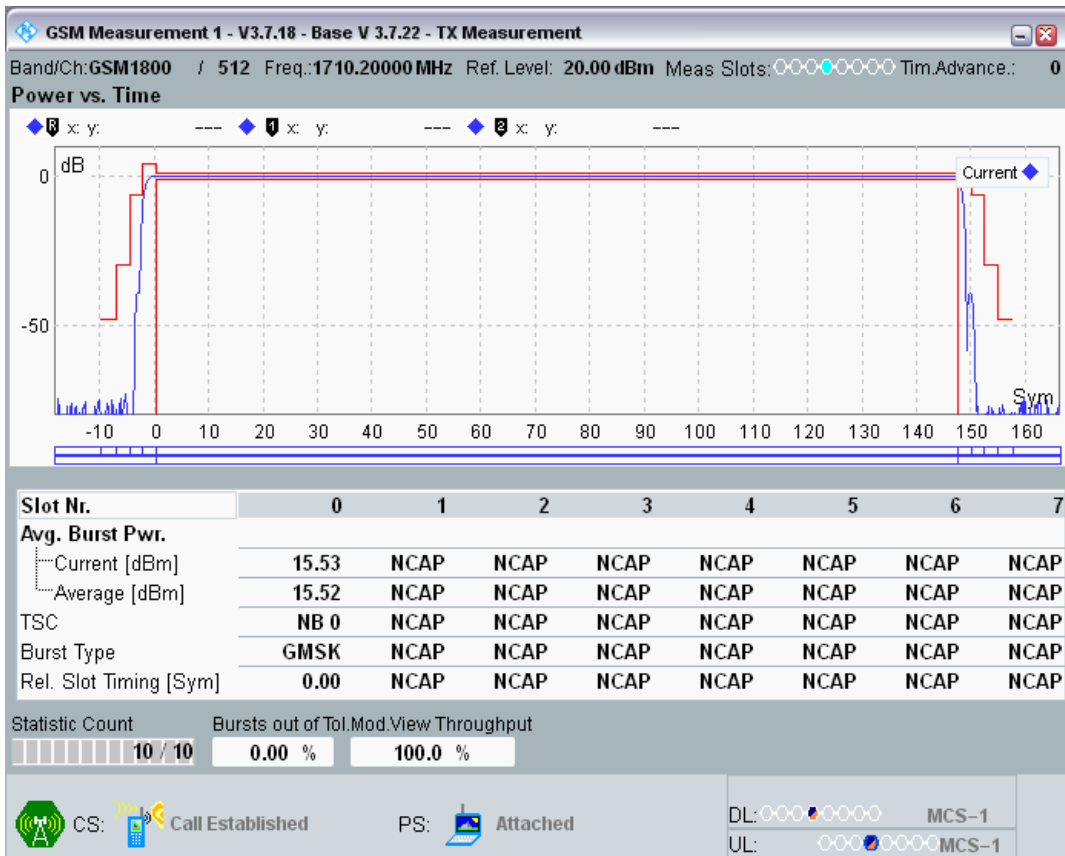 GSM Measurement 1 - V3.7.18 - Base V 3.7.22 - TX Measurement
Band/Ch:GSM1800 / 512 Freq.:1710.20000 MHz Ref. Level: 20.00 dBm Meas Slots: Tim.Advance.: 0
Power vs. Time
R x: y: --- 1 x: y: --- 2 x: y: ---
dB
Current
0
-50
Sym
-10 0 10 20 30 40 50 60 70 80 90 100 110 120 130 140 150 160
Slot Nr. 0 1 2 3 4 5 6 7
Avg. Burst Pwr.
Current [dBm] 15.53 NCAP NCAP NCAP NCAP NCAP NCAP NCAP
Average [dBm] 15.52 NCAP NCAP NCAP NCAP NCAP NCAP NCAP
TSC NB 0 NCAP NCAP NCAP NCAP NCAP NCAP NCAP
Burst Type GMSK NCAP NCAP NCAP NCAP NCAP NCAP NCAP
Rel. Slot Timing [Sym] 0.00 NCAP NCAP NCAP NCAP NCAP NCAP NCAP
Statistic Count Bursts out of Tol.Mod.View Throughput
10 / 10 0.00 % 100.0 %
CS: Call Established PS: Attached
DL: MCS-1
UL: MCS-1